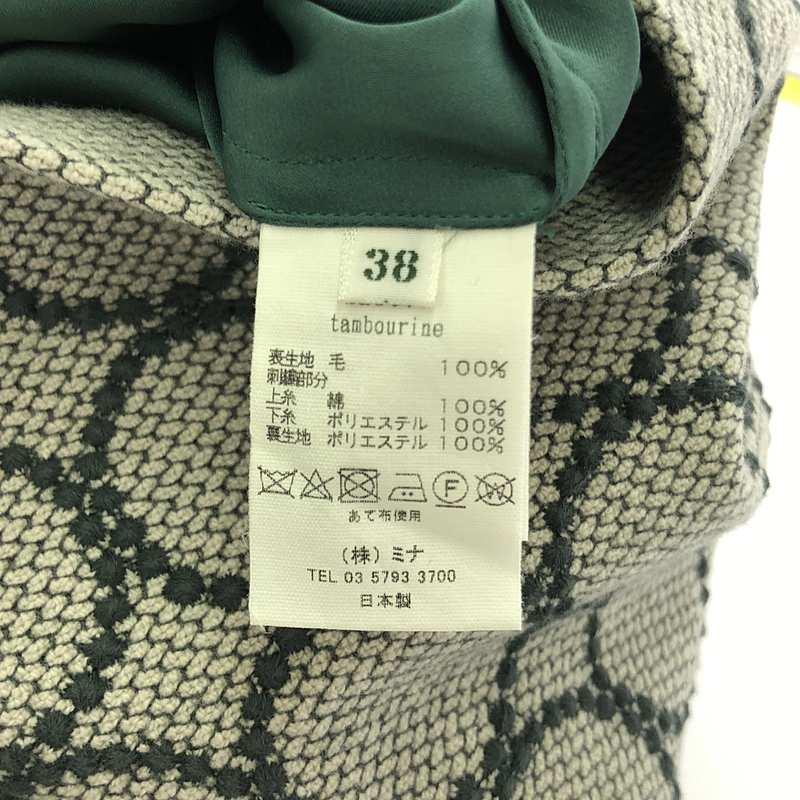 38
tambourine
表生地 毛 100%
刺繍部分
上糸 綿 100%
下糸 ポリエステル 100%
裏生地 ポリエステル 100%
F
W
あて布使用
(株)ミナ
TEL 03 5793 3700
日本製